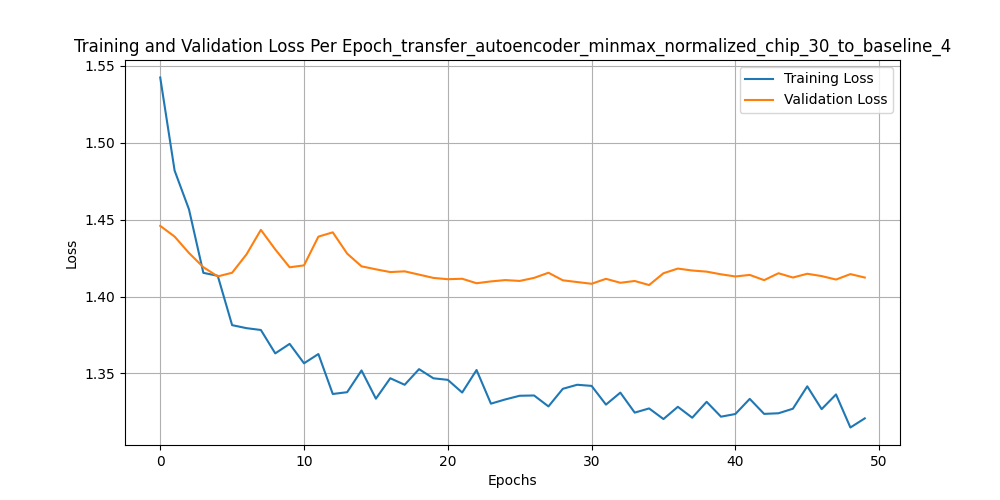 Training and Validation Loss Per Epoch_transfer_autoencoder_minmax_normalized_chip_30_to_baseline_4
Training Loss
Validation Loss
Loss
1.55
1.50
1.45
1.40
1.35
0 10 20 30 40 50
Epochs